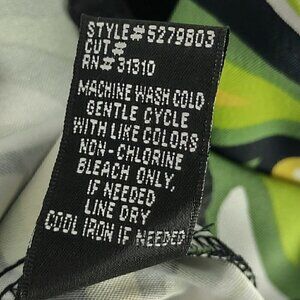 STYLE#5279B03
CUT#
RN#31310
MACHINE WASH COLD
GENTLE CYCLE
WITH LIKE COLORS
NON-CHLORINE
BLEACH ONLY,
IF NEEDED
LINE DRY
COOL IRON IF NEEDED